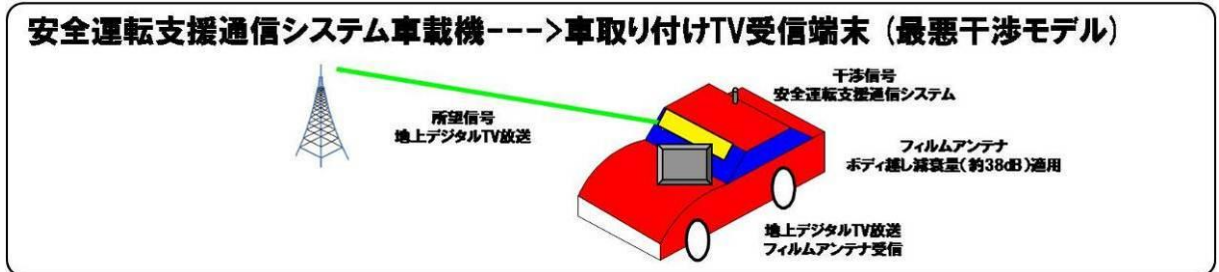 安全運転支援通信システム車載機--->車取り付けTV受信端末（最悪干渉モデル）
干渉信号
安全運転支援通信システム
所望信号
地上デジタルTV放送
フィルムアンテナ
ボディ越し減衰量（約38dB）適用
地上デジタルTV放送
フィルムアンテナ受信